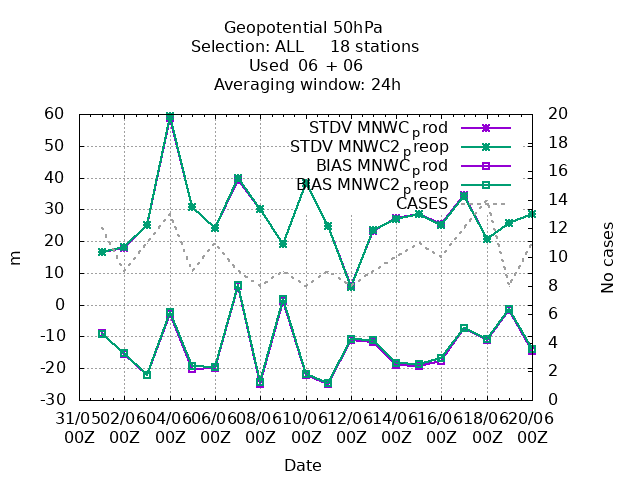 Geopotential 50hPa
Selection: ALL     18 stations
Used  06 + 06
Averaging window: 24h
STDV MNWC_prod
STDV MNWC2_preop
BIAS MNWC_prod
BIAS MNWC2_preop
CASES
60
50
40
30
20
10
0
-10
-20
-30
m
20
18
16
14
12
10
8
6
4
2
0
No cases
31/05 02/06 04/06 06/06 08/06 10/06 12/06 14/06 16/06 18/06 20/06
00Z 00Z 00Z 00Z 00Z 00Z 00Z 00Z 00Z 00Z 00Z
Date